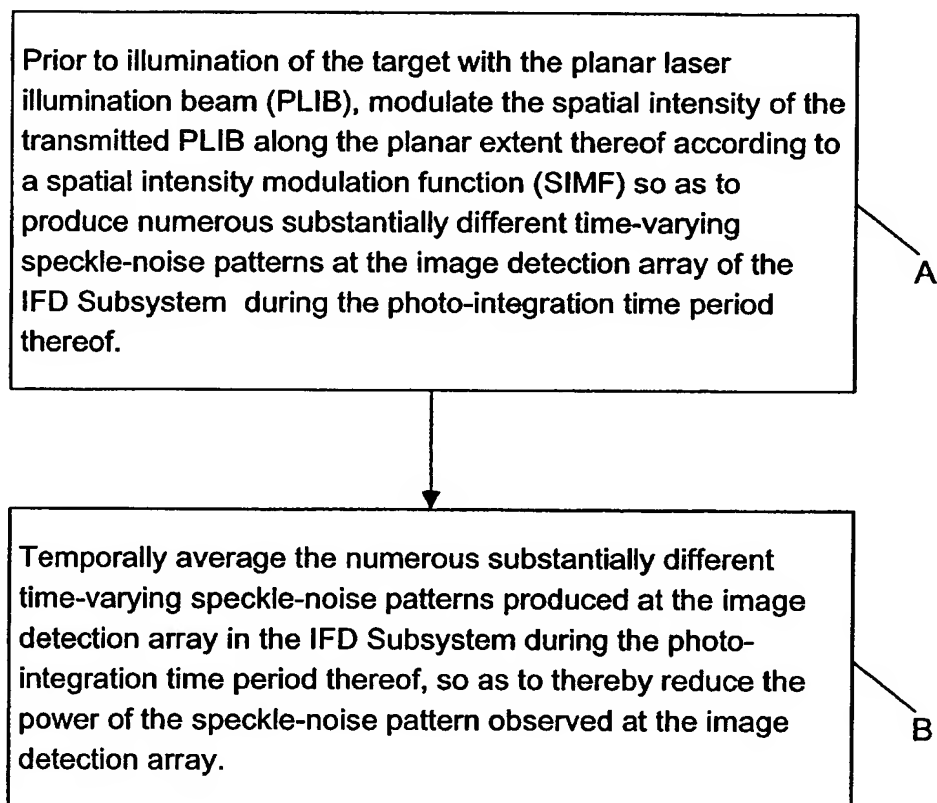 Prior to illumination of the target with the planar laser
illumination beam (PLIB), modulate the spatial intensity of the
transmitted PLIB along the planar extent thereof according to
a spatial intensity modulation function (SIMF) so as to
produce numerous substantially different time-varying
speckle-noise patterns at the image detection array of the
IFD Subsystem during the photo-integration time period
thereof.
A
Temporally average the numerous substantially different
time-varying speckle-noise patterns produced at the image
detection array in the IFD Subsystem during the photo-
integration time period thereof, so as to thereby reduce the
power of the speckle-noise pattern observed at the image
detection array.
B